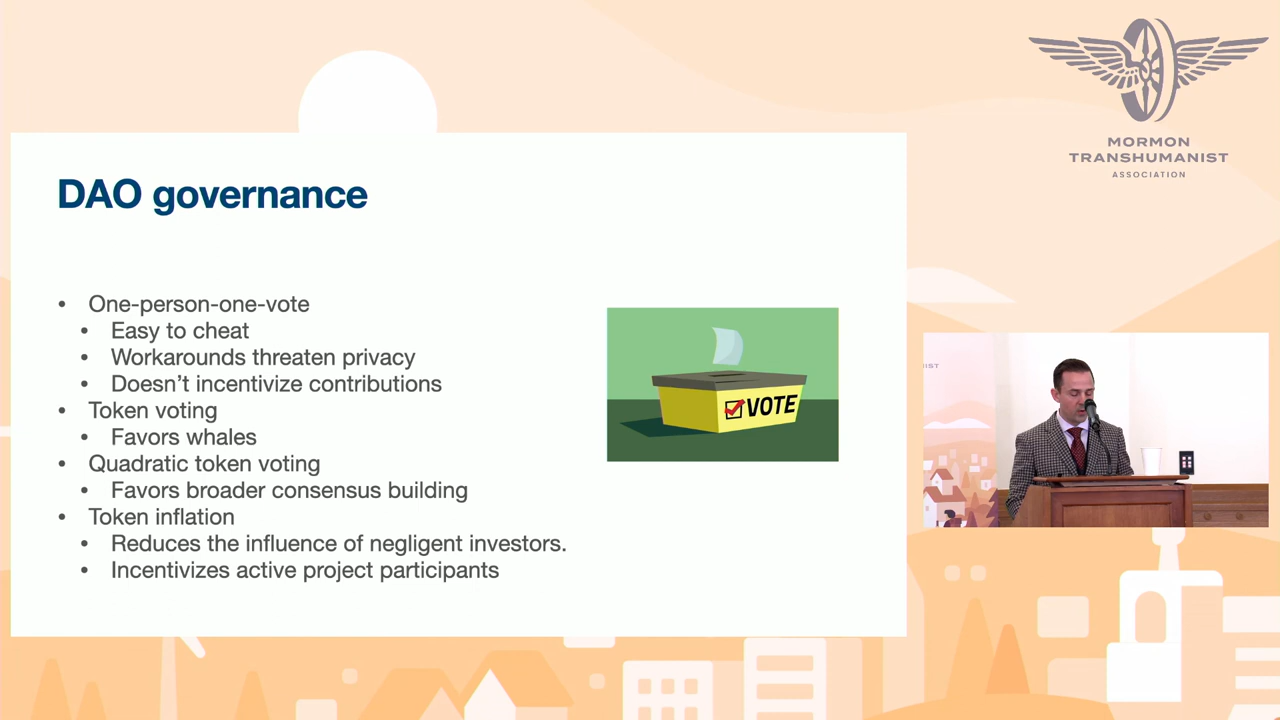 MORMON
TRANSHUMANIST
ASSOCIATION
DAO governance
• One-person-one-vote
• Easy to cheat
• Workarounds threaten privacy
• Doesn't incentivize contributions
• Token voting
• Favors whales
• Quadratic token voting
• Favors broader consensus building
• Token inflation
• Reduces the influence of negligent investors.
• Incentivizes active project participants
VOTE